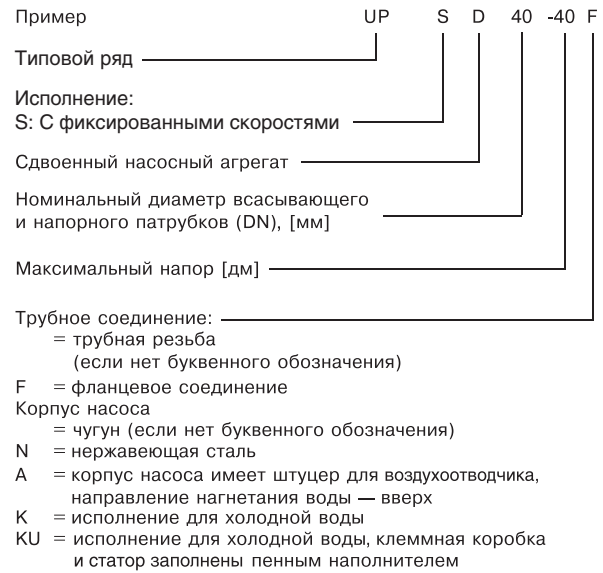 Пример UP S D 40 -40 F
Типовой ряд
Исполнение:
S: С фиксированными скоростями
Сдвоенный насосный агрегат
Номинальный диаметр всасывающего
и напорного патрубков (DN), [мм]
Максимальный напор [дм]
Трубное соединение:
= трубная резьба
(если нет буквенного обозначения)
F = фланцевое соединение
Корпус насоса
= чугун (если нет буквенного обозначения)
N = нержавеющая сталь
A = корпус насоса имеет штуцер для воздухоотводчика,
направление нагнетания воды — вверх
K = исполнение для холодной воды
KU = исполнение для холодной воды, клеммная коробка
и статор заполнены пенным наполнителем